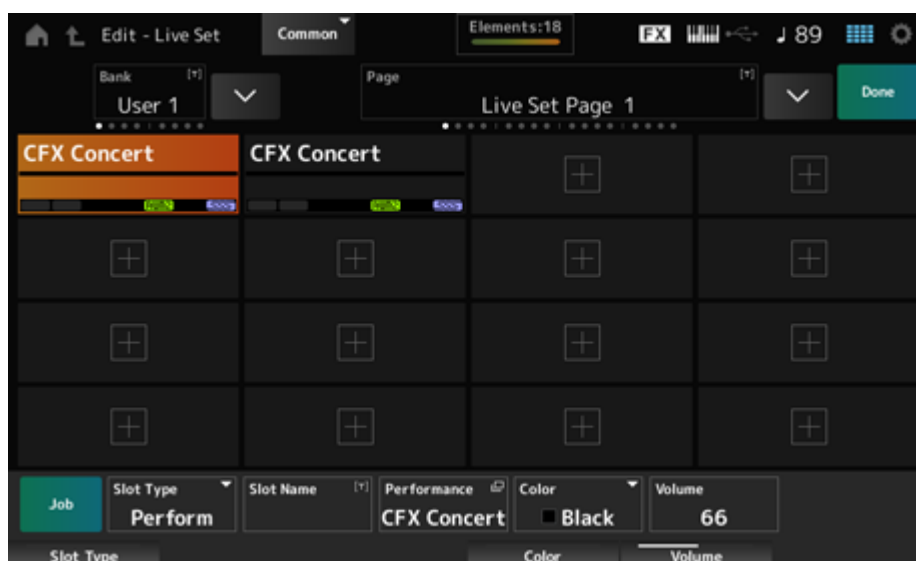 Edit - Live Set
Common
Elements:18
FX
♩ 89
Bank [T]
User 1
Page [T]
Live Set Page 1
Done
CFX Concert
CFX Concert
Job
Slot Type
Perform
Slot Name [T]
Performance
CFX Concert
Color
Black
Volume
66
Slot Type
Color
Volume